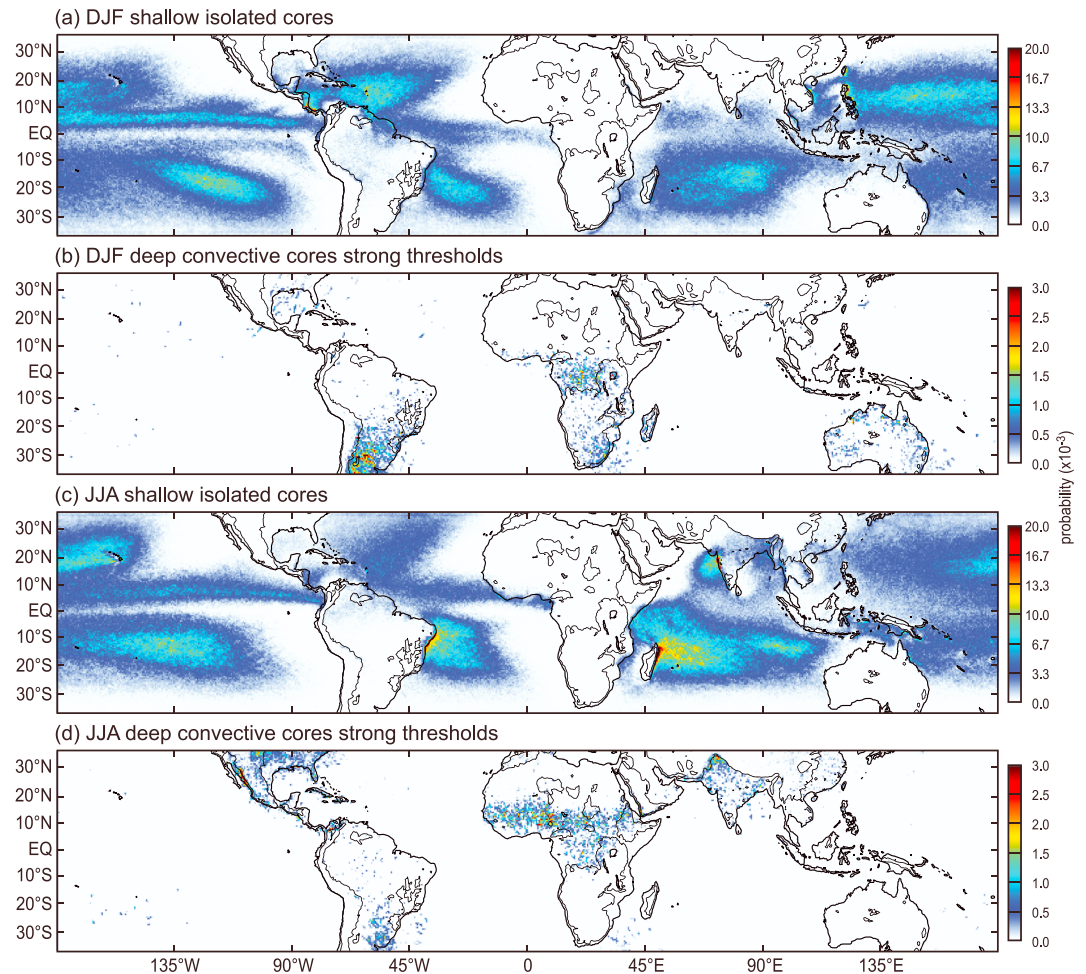 (a) DJF shallow isolated cores
30°N
20°N
10°N
EQ
10°S
20°S
30°S
20.0
16.7
13.3
10.0
6.7
3.3
0.0
(b) DJF deep convective cores strong thresholds
30°N
20°N
10°N
EQ
10°S
20°S
30°S
3.0
2.5
2.0
1.5
1.0
0.5
0.0
probability (x10⁻³)
(c) JJA shallow isolated cores
30°N
20°N
10°N
EQ
10°S
20°S
30°S
20.0
16.7
13.3
10.0
6.7
3.3
0.0
(d) JJA deep convective cores strong thresholds
30°N
20°N
10°N
EQ
10°S
20°S
30°S
3.0
2.5
2.0
1.5
1.0
0.5
0.0
135°W 90°W 45°W 0 45°E 90°E 135°E